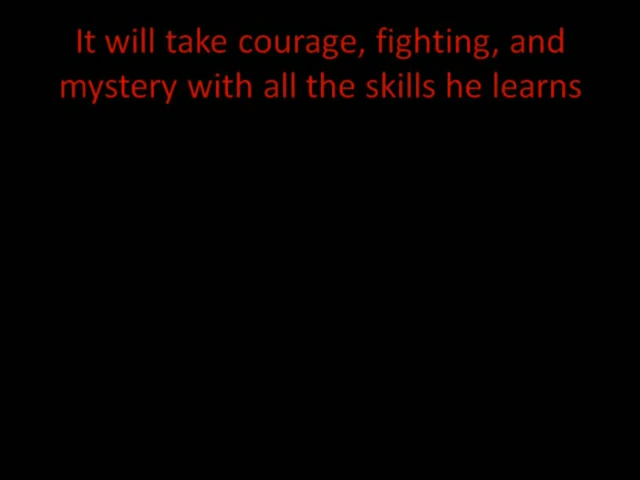 It will take courage, fighting, and
mystery with all the skills he learns